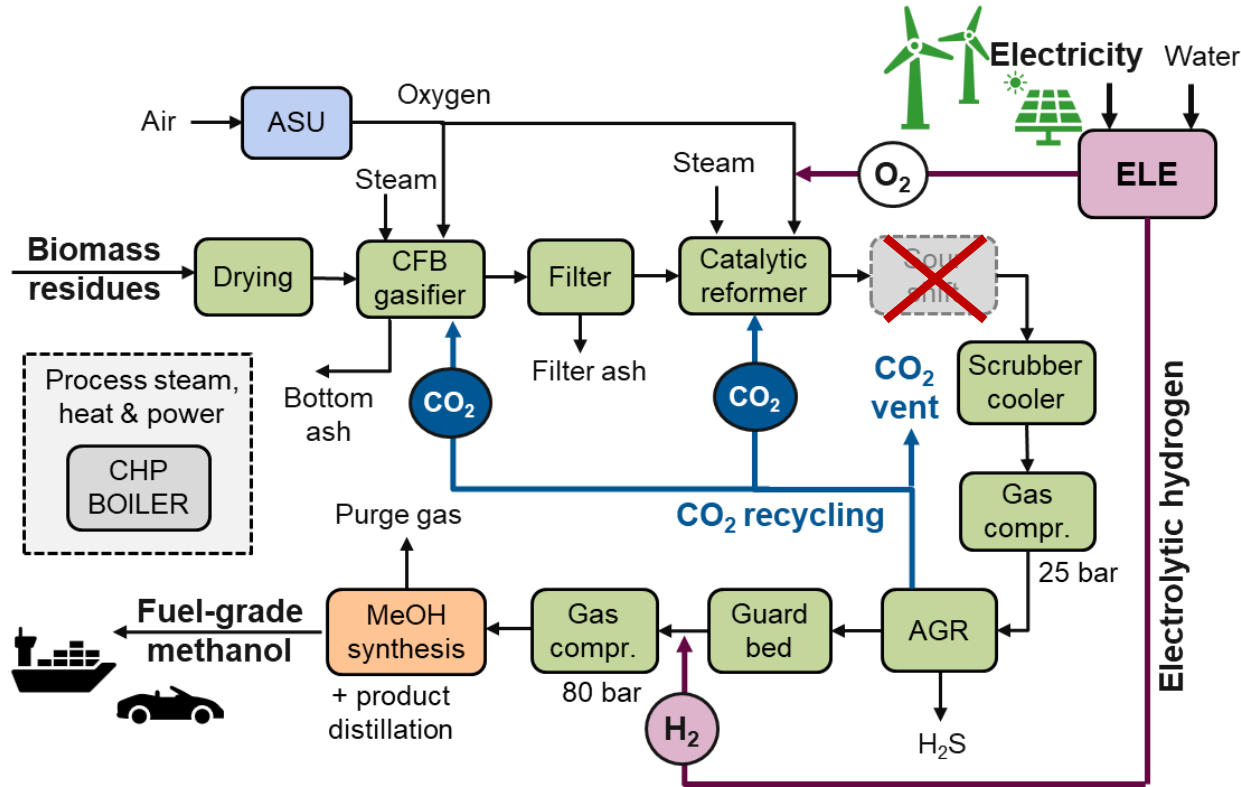 Electricity
Water
Air
ASU
Oxygen
Steam
Steam
O₂
ELE
Biomass
residues
Drying
CFB
gasifier
Filter
Catalytic
reformer
Sour
shift
Bottom
ash
Filter ash
CO₂
CO₂
CO₂
vent
Scrubber
cooler
Process steam,
heat & power
CHP
BOILER
CO₂ recycling
Gas
compr.
25 bar
Electrolytic hydrogen
Purge gas
Fuel-grade
methanol
MeOH
synthesis
+ product
distillation
Gas
compr.
80 bar
Guard
bed
AGR
H₂
H₂S